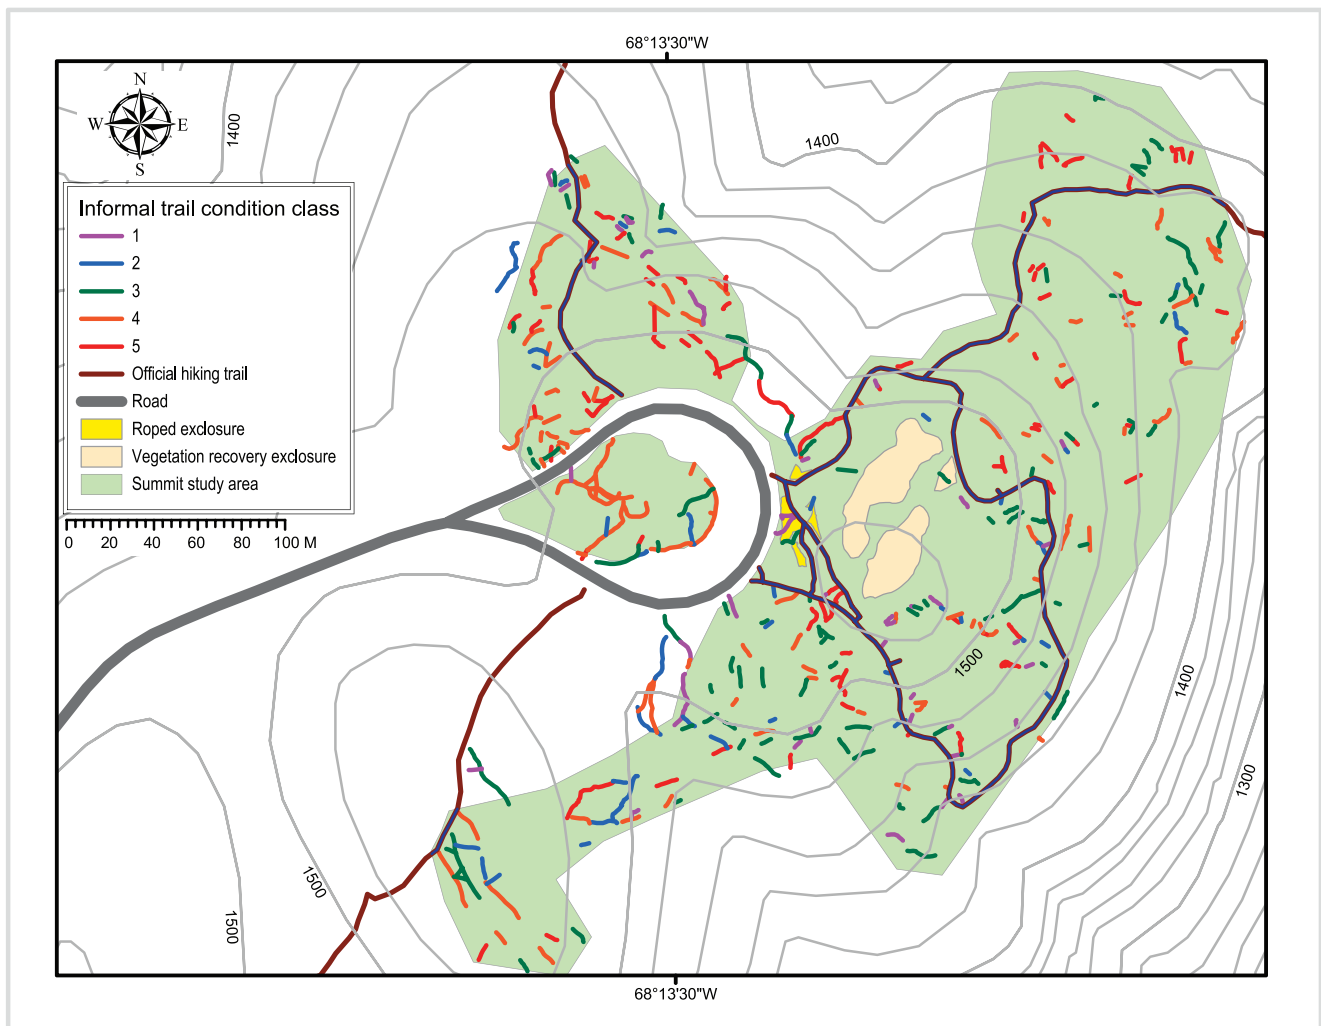 68°13'30"W
N
W
E
S
1400
1400
Informal trail condition class
1
2
3
4
5
Official hiking trail
Road
Roped exclosure
Vegetation recovery exclosure
Summit study area
0 20 40 60 80 100 M
1500
1400
1300
1500
1500
68°13'30"W